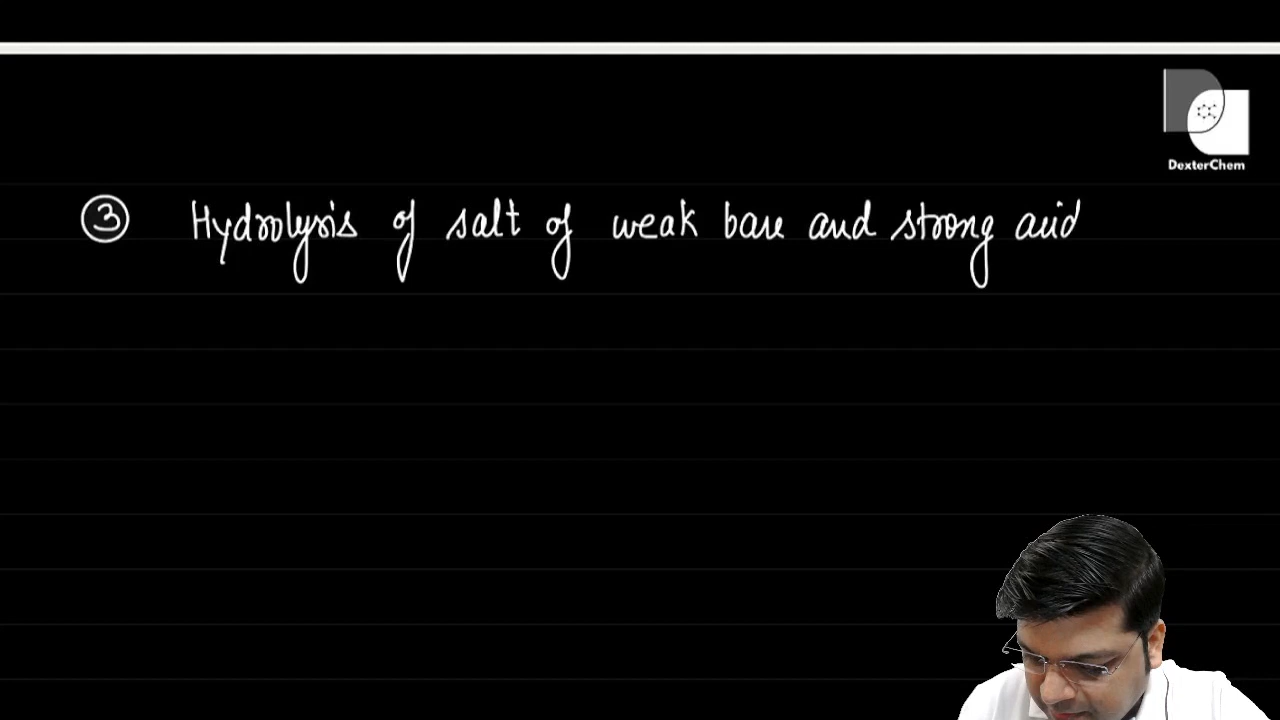 DexterChem
③ Hydrolysis of salt of weak base and strong acid